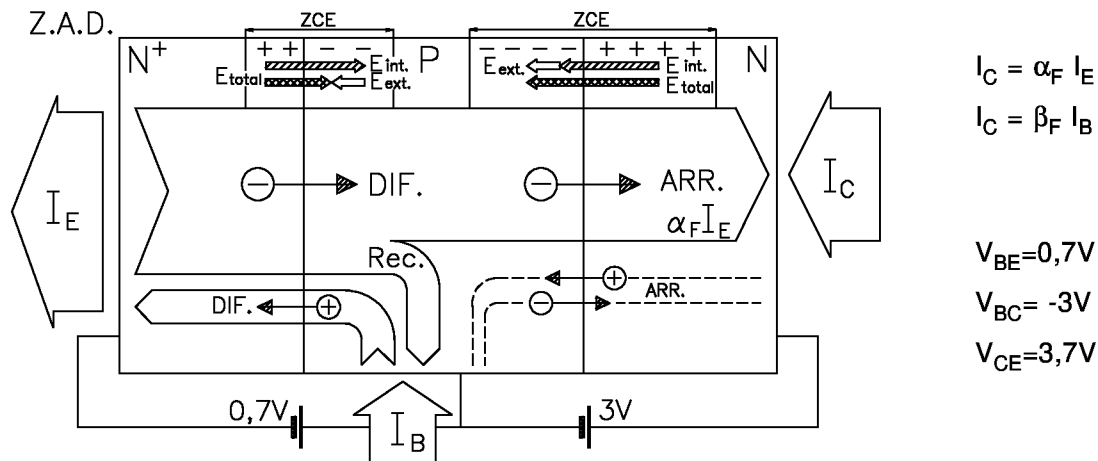 Z.A.D.
ZCE
ZCE
N+
+ + - -
P
- - - - + + + +
N
E int.
E total
E ext.
E ext.
E int.
E total
I_C = α_F I_E
I_C = β_F I_B
I_E
- DIF.
- ARR.
α_F I_E
I_C
Rec.
DIF. +
+
- ARR.
V_BE=0,7V
V_BC= -3V
V_CE=3,7V
0,7V
I_B
3V